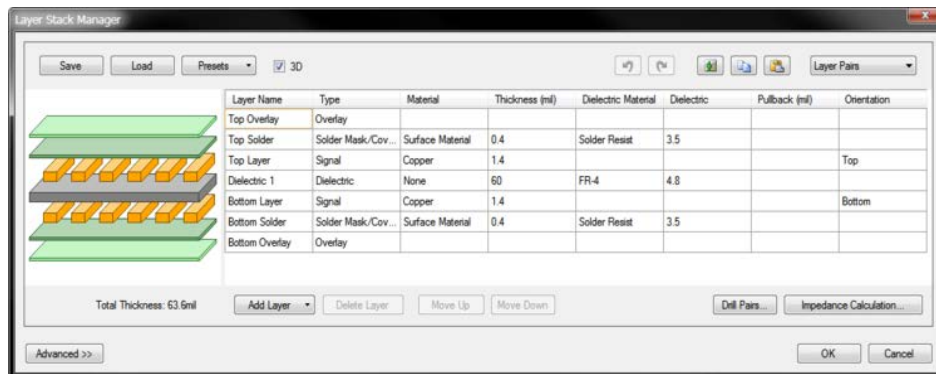 Layer Stack Manager
Save Load Presets 3D Layer Pairs
Layer Name Type Material Thickness (mil) Dielectric Material Dielectric Pullback (mil) Orientation
Top Overlay Overlay
Top Solder Solder Mask/Cov... Surface Material 0.4 Solder Resist 3.5
Top Layer Signal Copper 1.4 Top
Dielectric 1 Dielectric None 60 FR-4 4.8
Bottom Layer Signal Copper 1.4 Bottom
Bottom Solder Solder Mask/Cov... Surface Material 0.4 Solder Resist 3.5
Bottom Overlay Overlay
Total Thickness: 63.6mil Add Layer Delete Layer Move Up Move Down Drill Pairs... Impedance Calculation...
Advanced >> OK Cancel